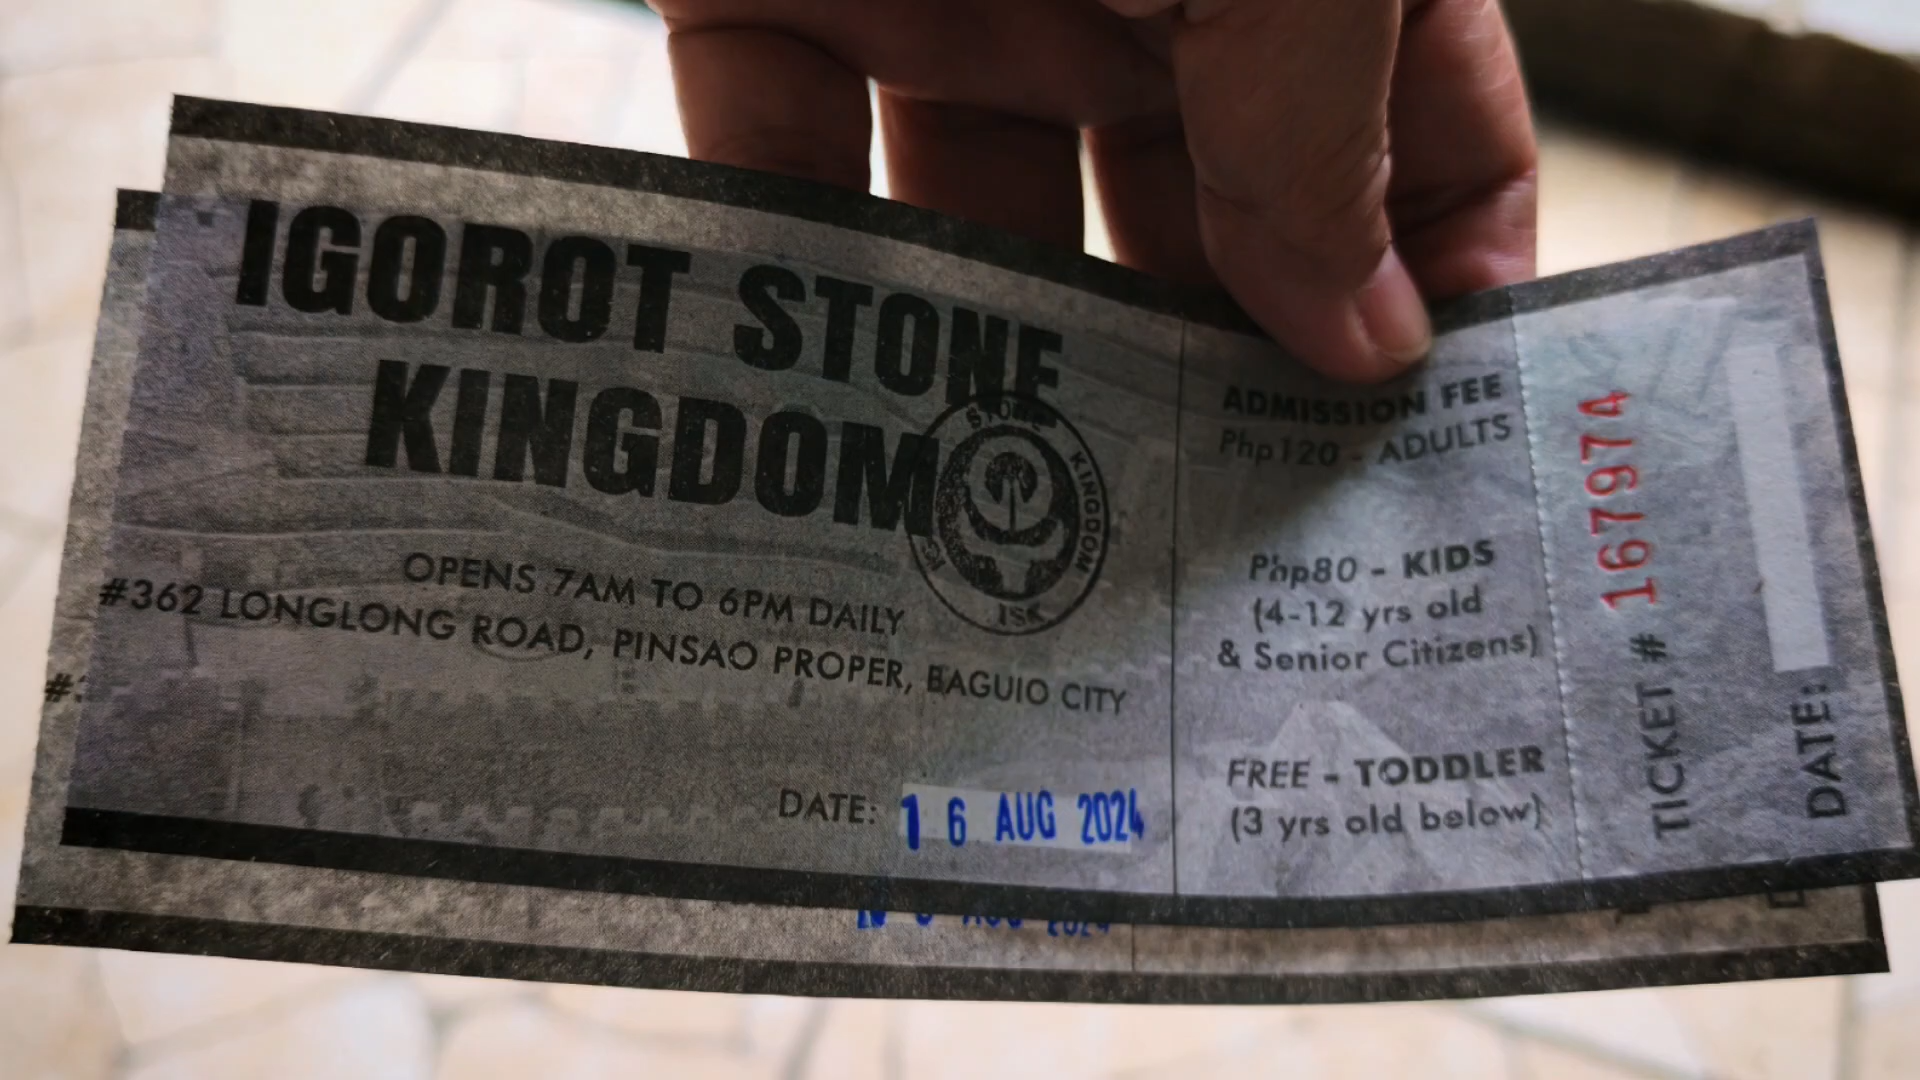 IGOROT STONE
KINGDOM
STONE KINGDOM
ISK
OPENS 7AM TO 6PM DAILY
#362 LONGLONG ROAD, PINSAO PROPER, BAGUIO CITY
DATE: 16 AUG 2024
ADMISSION FEE
Php120 - ADULTS
Php80 - KIDS
(4-12 yrs old
& Senior Citizens)
FREE - TODDLER
(3 yrs old below)
TICKET # 167974
DATE: